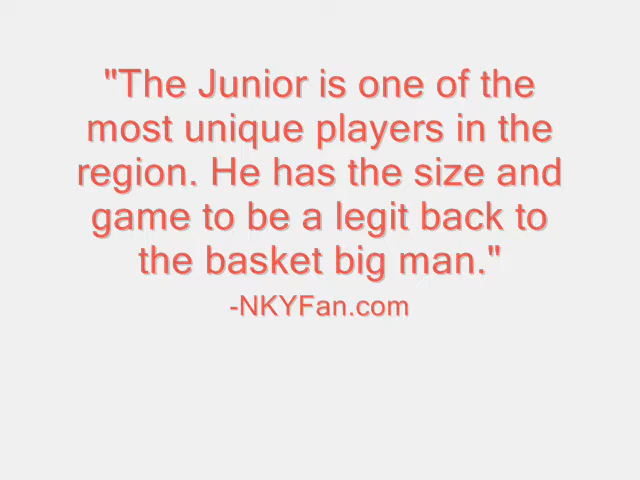 "The Junior is one of the
most unique players in the
region. He has the size and
game to be a legit back to
the basket big man."
-NKYFan.com